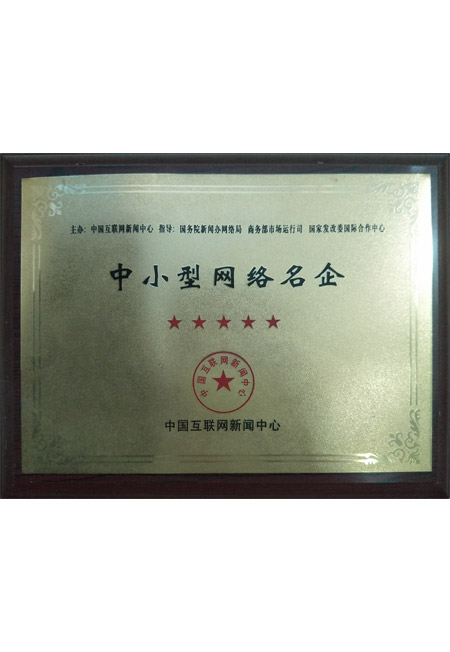 主办: 中国互联网新闻中心 指导: 国务院新闻办网络局 商务部市场运行司 国家发改委国际合作中心
中小型网络名企
中国互联网新闻中心
中国互联网新闻中心